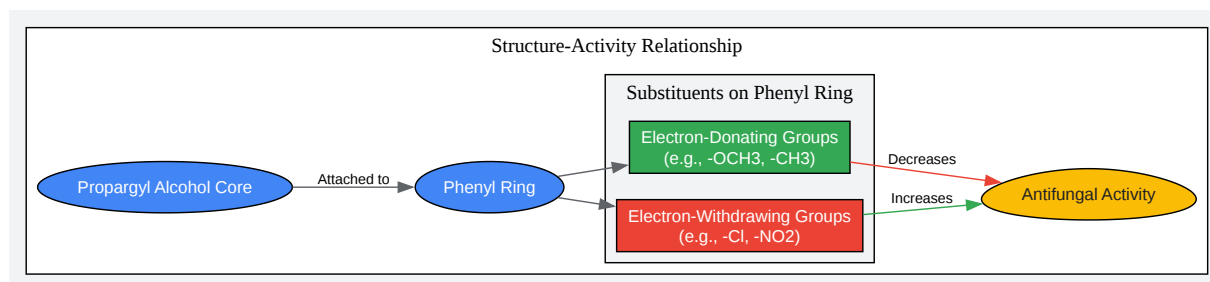 Structure-Activity Relationship
Substituents on Phenyl Ring
Propargyl Alcohol Core
Attached to
Phenyl Ring
Electron-Donating Groups
(e.g., -OCH3, -CH3)
Electron-Withdrawing Groups
(e.g., -Cl, -NO2)
Decreases
Increases
Antifungal Activity